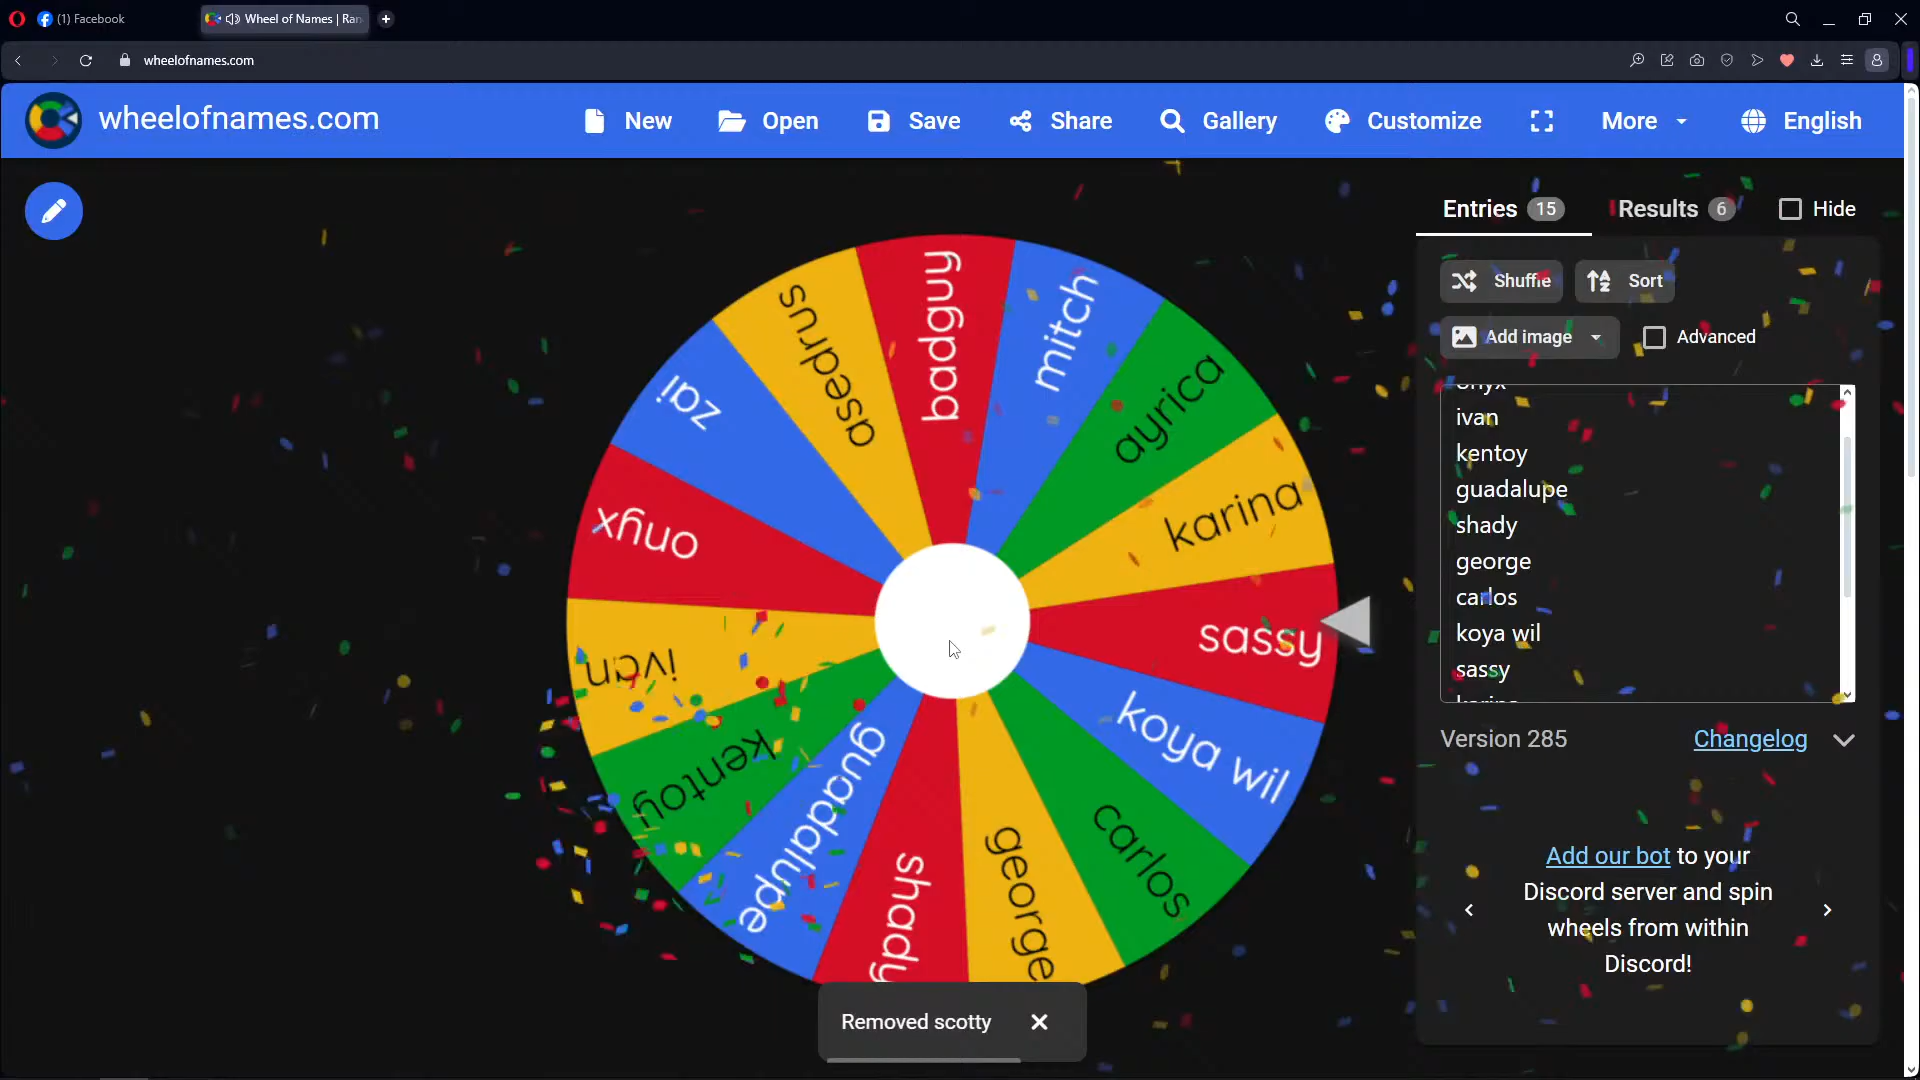 (1) Facebook
Wheel of Names | Ran
wheelofnames.com
wheelofnames.com
New
Open
Save
Share
Gallery
Customize
More
English
Entries 15
Results 6
Hide
Shuffle
Sort
Add image
Advanced
onyx
ivan
kentoy
guadalupe
shady
george
carlos
koya wil
sassy
karina
Version 285
Changelog
Add our bot to your
Discord server and spin
wheels from within
Discord!
badguy
mitch
ayrica
karina
sassy
koya wil
carlos
george
shady
guadalupe
kentoy
ivan
onyx
zai
asedrus
Removed scotty